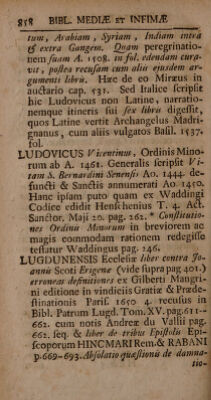 858 BIBL. MEDIÆ ET INFIMÆ
tum, Arabiam, Syriam, Indiam intra
& extra Gangem. Quam peregrinatio-
nem suam A. 1508. in fol. edendam cura-
vit, postea recusam cum aliis ejusdem ar-
gumenti libris. Hæc de eo Miræus in
auctario cap. 531. Sed Italice scripsit
hic Ludovicus non Latine, narratio-
nemque itineris sui sex libris digessit,
quos Latine vertit Archangelus Madri-
gnanus, cum aliis vulgatos Basil. 1537.
fol.
LUDOVICUS Vicentinus, Ordinis Mino-
rum ab A. 1461. Generalis scripsit Vi-
tam S. Bernardini Senensis Ao. 1444. de-
functi & Sanctis annumerati Ao 1450.
Hanc ipsam puto quam ex Waddingi
Codice edidit Henschenius T. 4. Act.
Sanctor. Maji 20. pag. 262. * Constitutio-
nes Ordinis Minorum in breviorem ac
magis commodam rationem redegisse
testatur Waddingus pag. 146.
LUGDUNENSIS Ecclesiæ liber contra Jo-
annis Scoti Erigenæ (vide supra pag 401.)
erroneas definitiones ex Gilberti Mangri-
ni editione in vindiciis Gratiæ & Præde-
stinationis Paris. 1650 4. recusus in
Bibl. Patrum Lugd. Tom. XV. pag. 611-
662. cum notis Andreæ du Vallii pag.
662. seq. & liber de tribus Epistolis Epi-
scoporum HINCMARI Rem. & RABANI
p. 669-693. Absolutio quæstionis de damna-
tio-